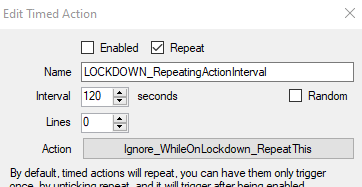 Edit Timed Action
Enabled Repeat
Name LOCKDOWN_RepeatingActionInterval
Interval 120 seconds Random
Lines 0
Action Ignore_WhileOnLockdown_RepeatThis
By default, timed actions will repeat, you can have them only trigger
once, by unticking repeat, and it will trigger after being enabled